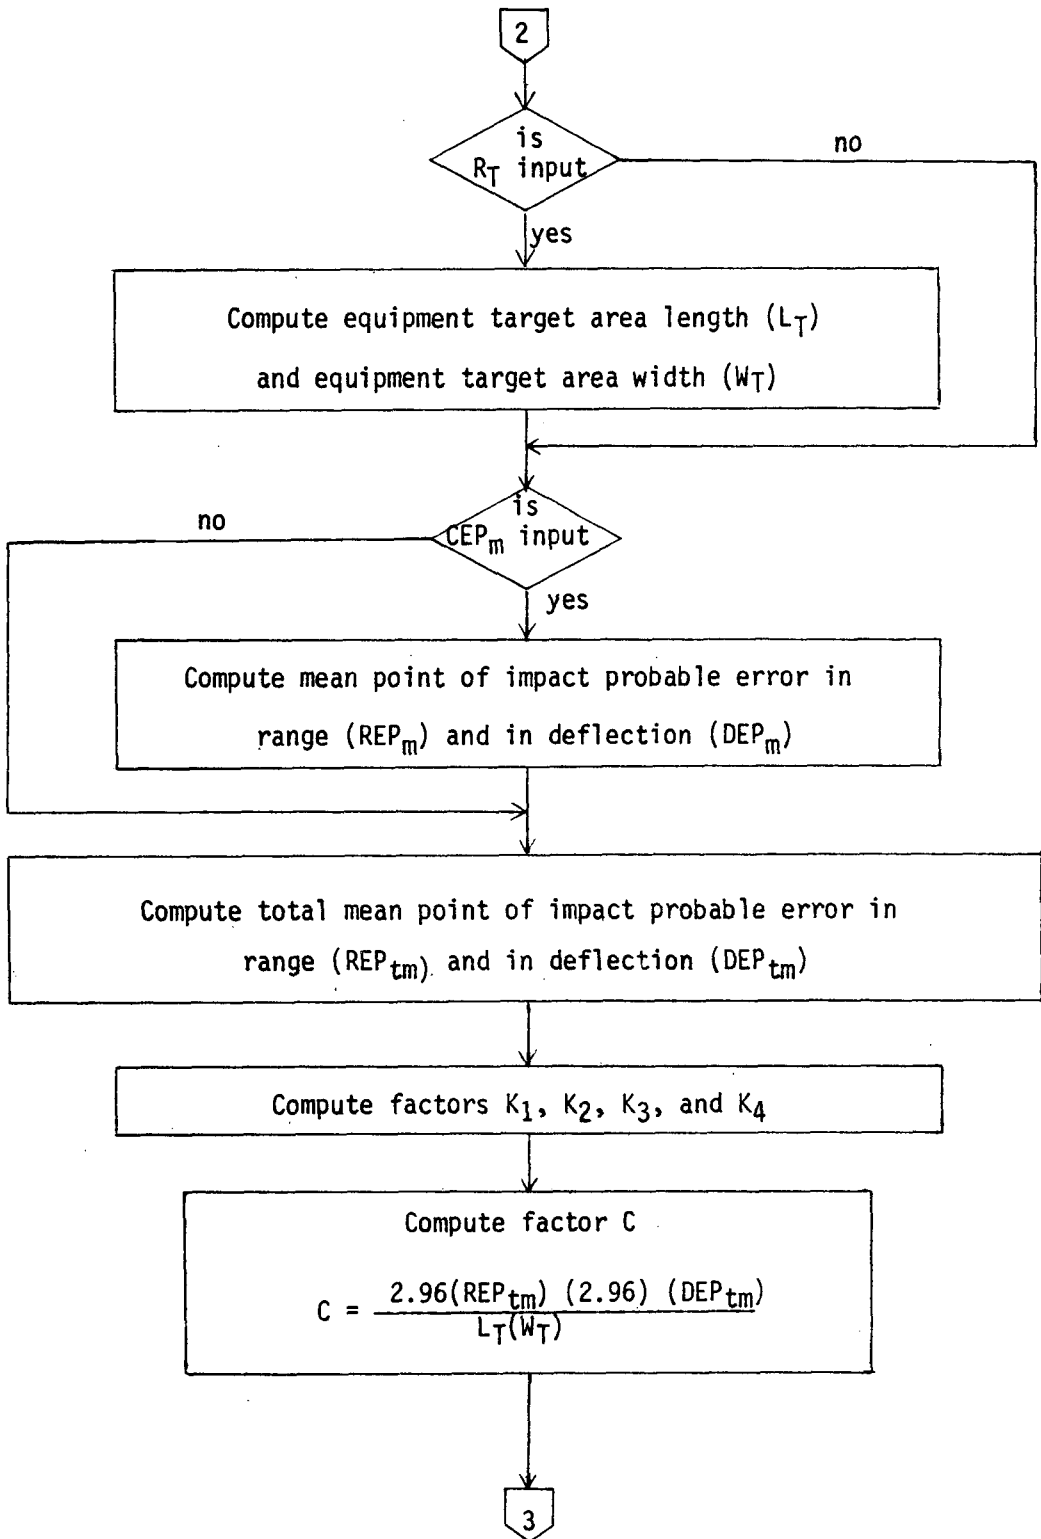 2
is
R_T input
no
yes
Compute equipment target area length (L_T)
and equipment target area width (W_T)
is
CEP_m input
no
yes
Compute mean point of impact probable error in
range (REP_m) and in deflection (DEP_m)
Compute total mean point of impact probable error in
range (REP_tm) and in deflection (DEP_tm)
Compute factors K_1, K_2, K_3, and K_4
Compute factor C
C = 2.96(REP_tm) (2.96) (DEP_tm)
L_T(W_T)
3